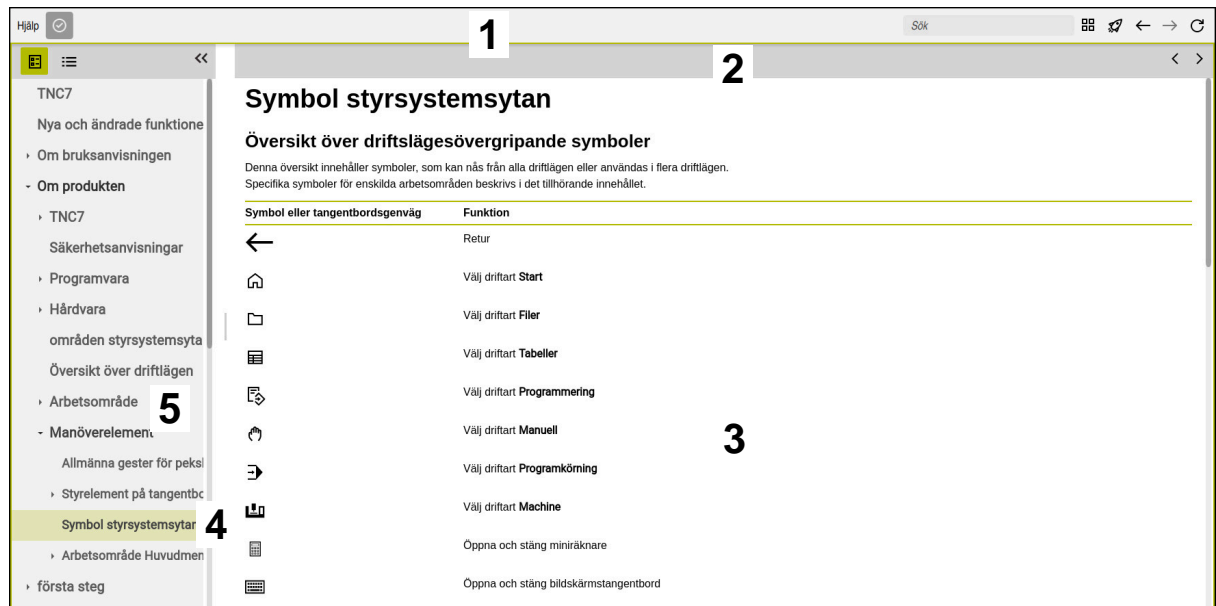 Hjälp
Sök
1
2
TNC7
Nya och ändrade funktione
Om bruksanvisningen
Om produkten
TNC7
Säkerhetsanvisningar
Programvara
Hårdvara
områden styrsystemsyta
Översikt över driftlägen
Arbetsområde
5
Manöverelement
Allmänna gester för peks
Styrelement på tangentbo
Symbol styrsystemsytan
4
Arbetsområde Huvudmen
första steg
Symbol styrsystemsytan
Översikt över driftslägesövergripande symboler
Denna översikt innehåller symboler, som kan nås från alla driftlägen eller användas i flera driftlägen.
Specifika symboler för enskilda arbetsområden beskrivs i det tillhörande innehållet.
Symbol eller tangentbordsgenväg Funktion
Retur
Välj driftart Start
Välj driftart Filer
Välj driftart Tabeller
Välj driftart Programmering
Välj driftart Manuell
3
Välj driftart Programkörning
Välj driftart Machine
Öppna och stäng miniräknare
Öppna och stäng bildskärmstangentbord